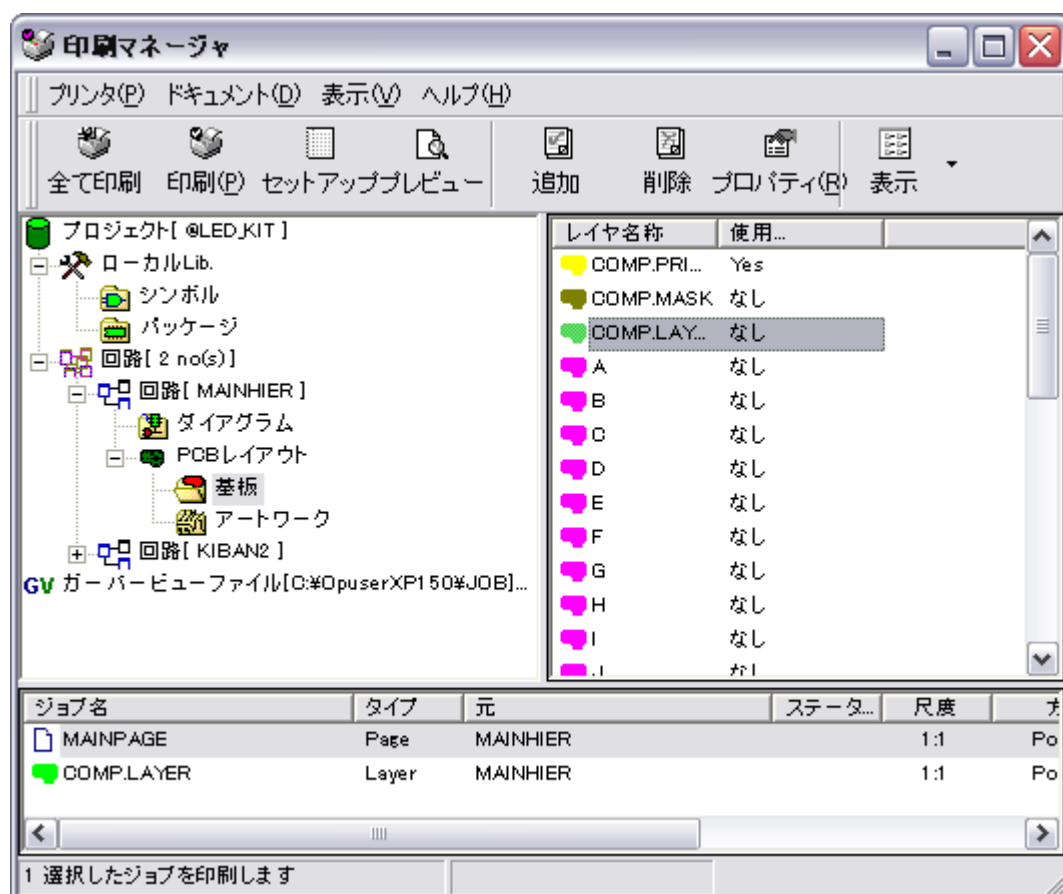 印刷マネージャ
プリンタ(P) ドキュメント(D) 表示(V) ヘルプ(H)
全て印刷 印刷(P) セットアップ プレビュー 追加 削除 プロパティ(R) 表示
プロジェクト[ @LED_KIT ]
ローカルLib.
シンボル
パッケージ
回路[ 2 no(s) ]
回路[ MAINHIER ]
ダイアグラム
PCBレイアウト
基板
アートワーク
回路[ KIBAN2 ]
GV ガーバービューファイル[C:¥OpuserXP150¥JOB]...
レイヤ名称 使用...
COMP.PRI... Yes
COMP.MASK なし
COMP.LAY... なし
A なし
B なし
C なし
D なし
E なし
F なし
G なし
H なし
I なし
J なし
ジョブ名 タイプ 元 ステータ... 尺度 方
MAINPAGE Page MAINHIER 1:1 Po
COMP.LAYER Layer MAINHIER 1:1 Po
1 選択したジョブを印刷します